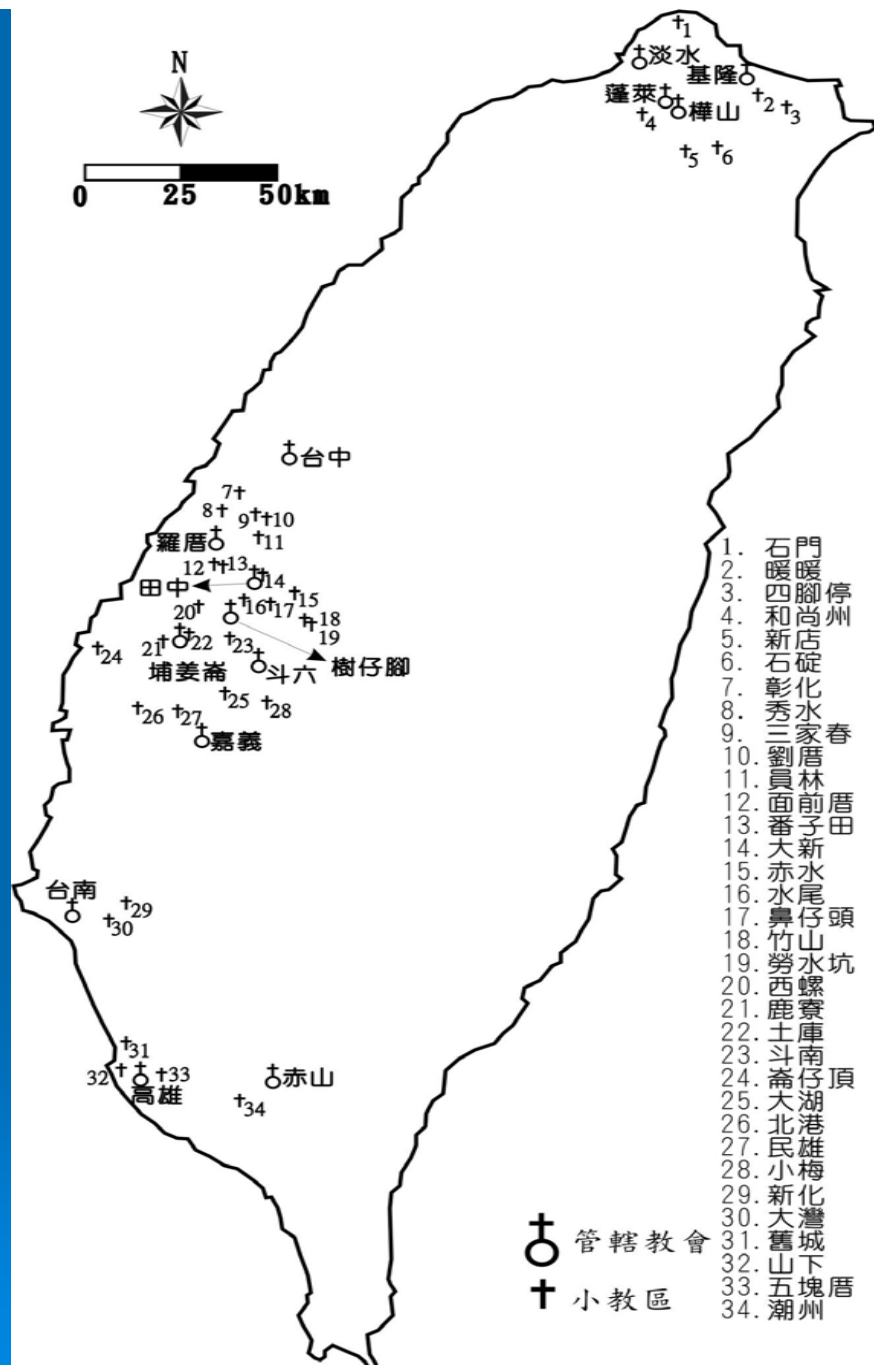 N
0 25 50km
1
淡水
基隆
蓬萊
2
3
樺山
4
5
6
台中
7
8
9
10
羅厝
11
12
13
田中
14
15
20
16
17
18
19
21
22
23
24
埔姜崙
斗六
樹仔腳
25
28
26
27
嘉義
台南
29
30
31
32
33
高雄
赤山
34
管轄教會
小教區
1. 石門
2. 暖暖
3. 四腳停
4. 和尚州
5. 新店
6. 石碇
7. 彰化
8. 秀水
9. 三家春
10. 劉厝
11. 員林
12. 面前厝
13. 番子田
14. 大新
15. 赤水
16. 水尾
17. 鼻仔頭
18. 竹山
19. 勞水坑
20. 西螺
21. 鹿寮
22. 土庫
23. 斗南
24. 崙仔頂
25. 大湖
26. 北港
27. 民雄
28. 小梅
29. 新化
30. 大灣
31. 舊城
32. 山下
33. 五塊厝
34. 潮州